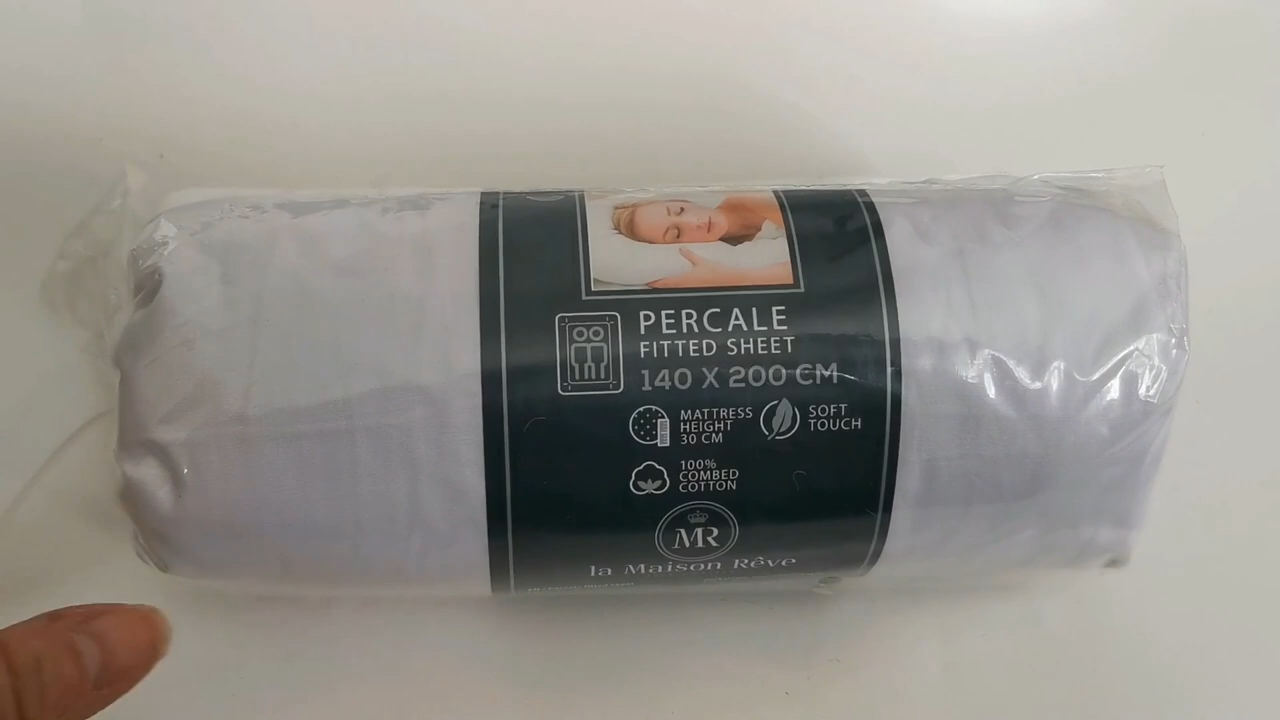 PERCALE
FITTED SHEET
140 X 200 CM
MATTRESS
HEIGHT
30 CM
SOFT
TOUCH
100%
COMBED
COTTON
MR
la Maison Rêve